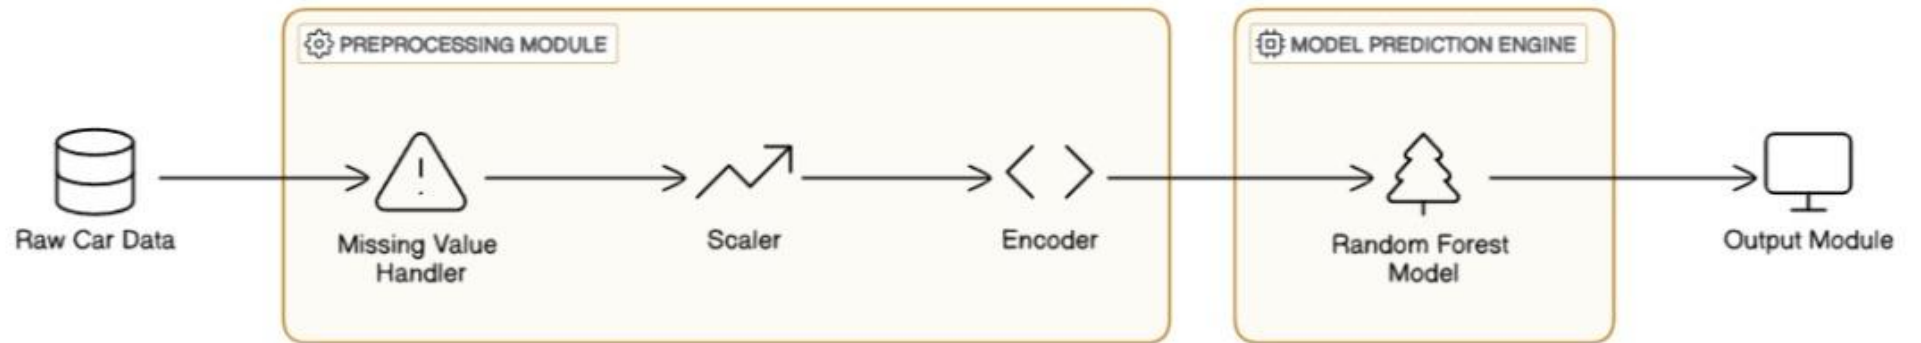 PREPROCESSING MODULE
MODEL PREDICTION ENGINE
Raw Car Data
Missing Value
Handler
Scaler
Encoder
Random Forest
Model
Output Module